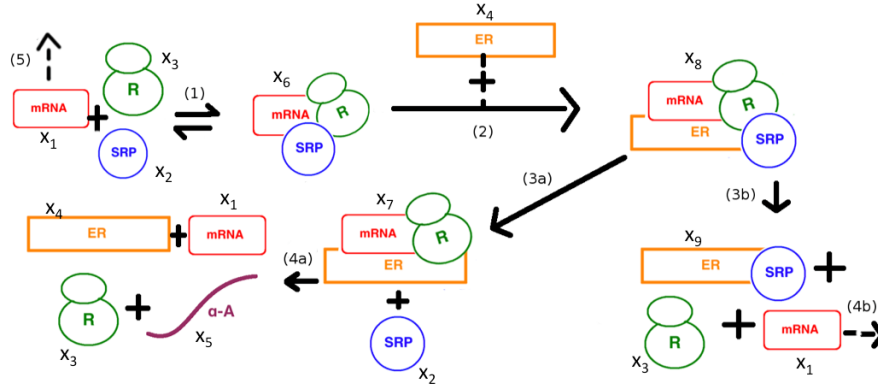 x4
ER
(5)
mRNA
x1
+
x3
R
SRP
x2
(1)
x6
mRNA
R
SRP
+
(2)
x8
mRNA
R
ER
SRP
(3a)
(3b)
x4
ER
+
x1
mRNA
x3
R
+
α-A
x5
(4a)
x7
mRNA
R
ER
+
SRP
x2
x9
ER
SRP
+
x3
R
+
mRNA
x1
(4b)